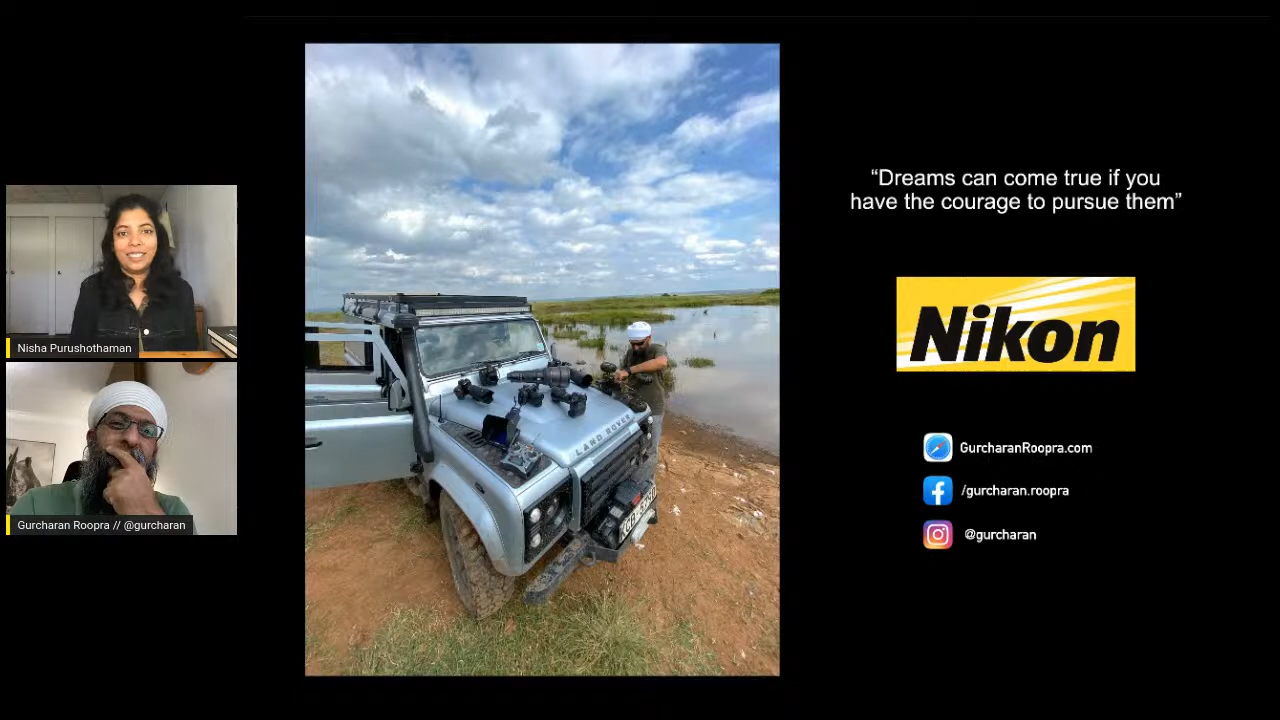 Nisha Purushothaman
Gurcharan Roopra // @gurcharan
LAND ROVER
“Dreams can come true if you
have the courage to pursue them”
Nikon
GurcharanRoopra.com
/gurcharan.roopra
@gurcharan